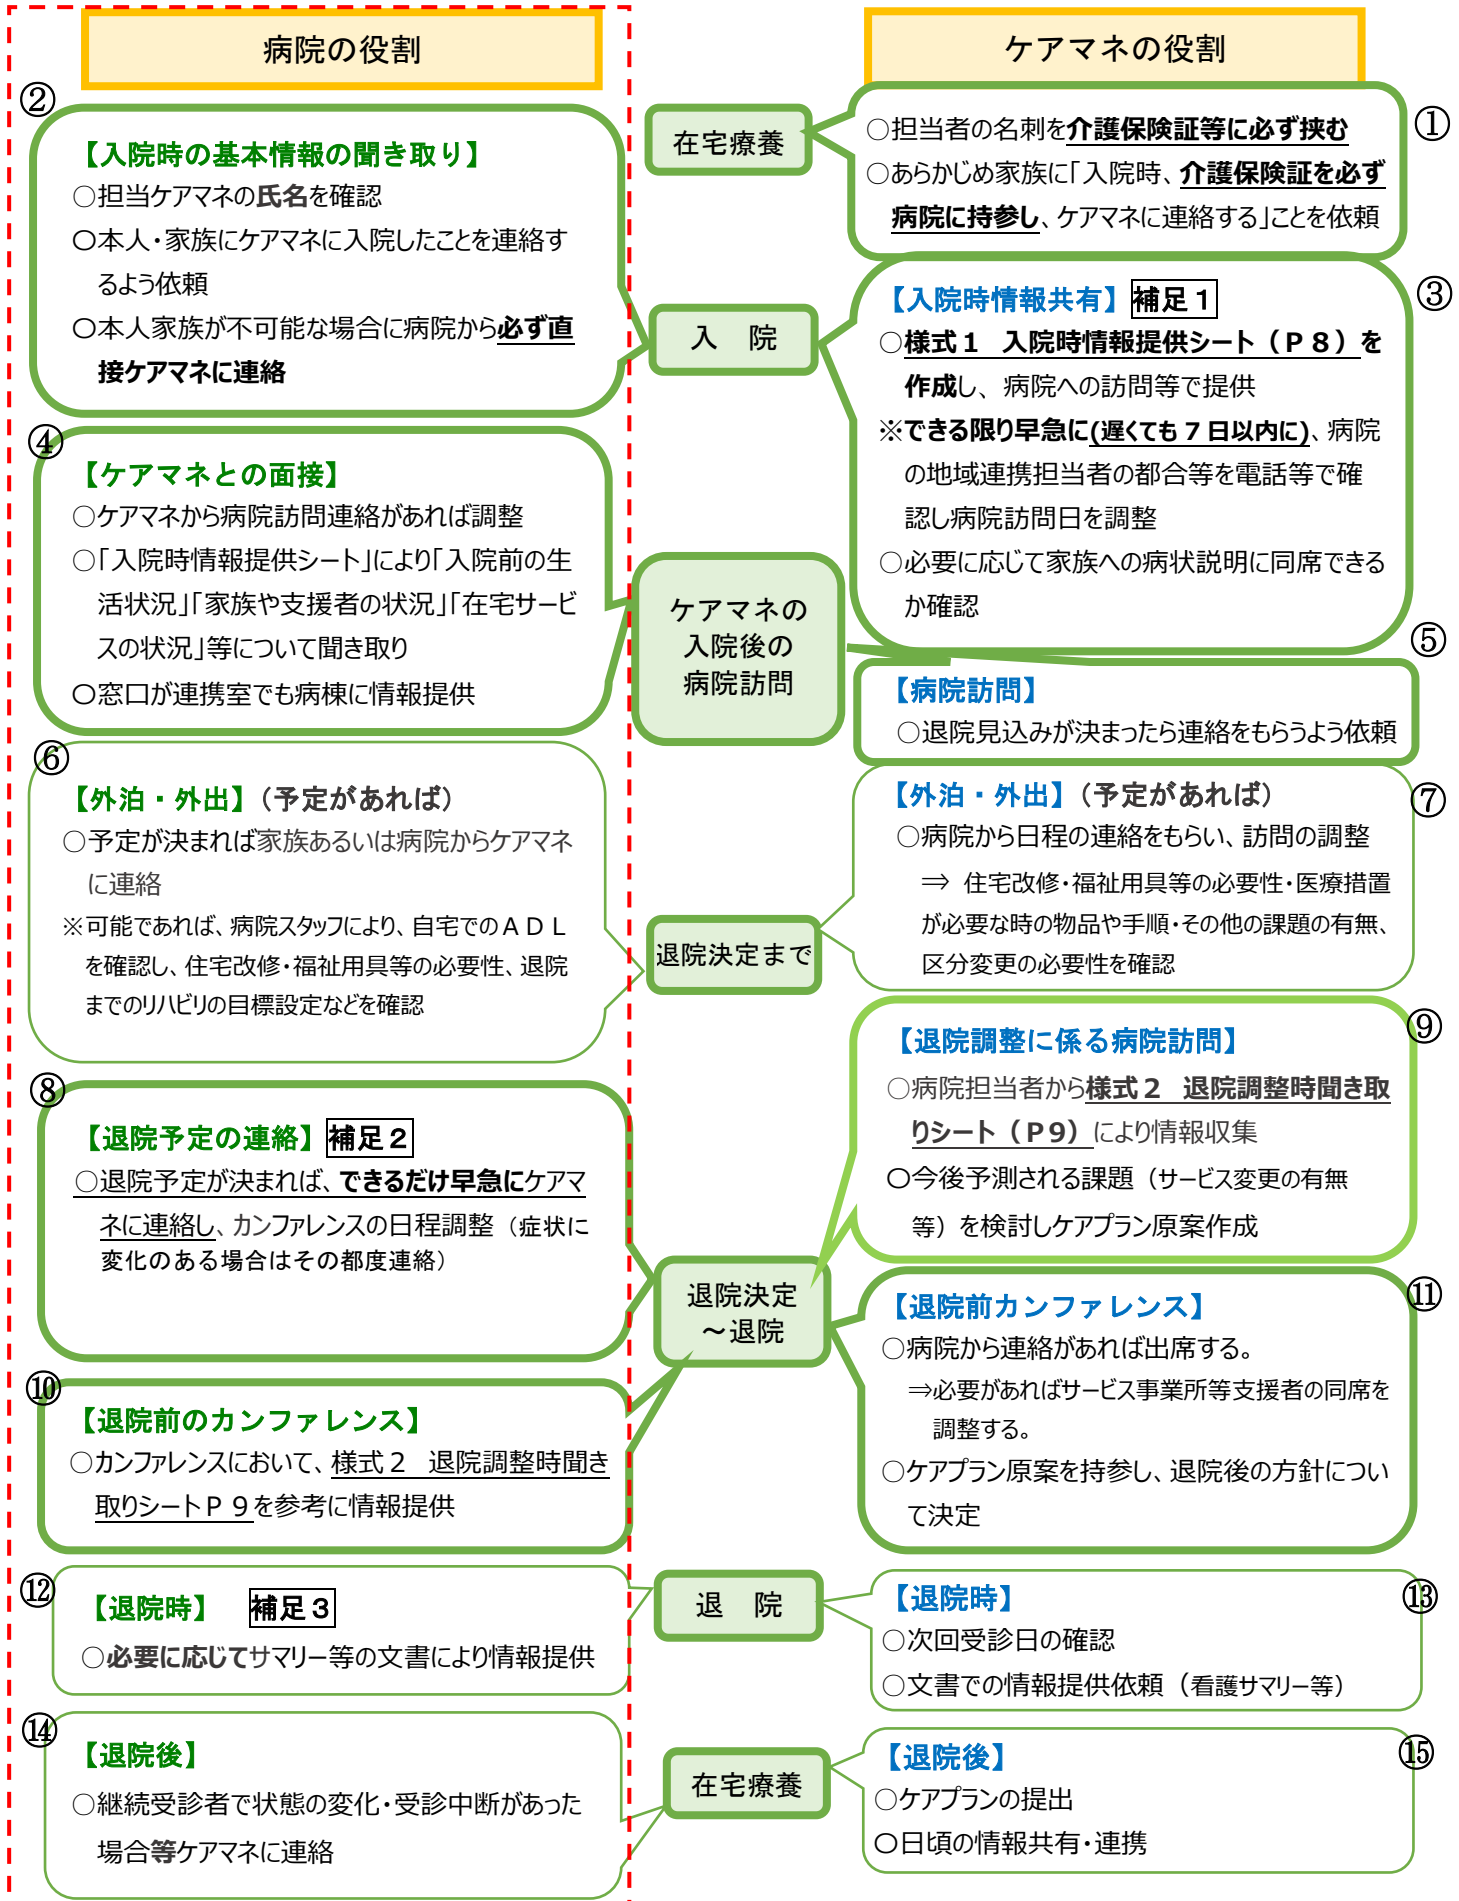 病院の役割
ケアマネの役割
①
在宅療養
○担当者の名刺を介護保険証等に必ず挟む
○あらかじめ家族に「入院時、介護保険証を必ず
病院に持参し、ケアマネに連絡する」ことを依頼
②
【入院時の基本情報の聞き取り】
○担当ケアマネの氏名を確認
○本人・家族にケアマネに入院したことを連絡す
るよう依頼
○本人家族が不可能な場合に病院から必ず直
接ケアマネに連絡
入　院
③
【入院時情報共有】補足１
○様式１　入院時情報提供シート（Ｐ８）を
作成し、病院への訪問等で提供
※できる限り早急に(遅くても７日以内に)、病院
の地域連携担当者の都合等を電話等で確
認し病院訪問日を調整
○必要に応じて家族への病状説明に同席できる
か確認
④
【ケアマネとの面接】
○ケアマネから病院訪問連絡があれば調整
○「入院時情報提供シート」により「入院前の生
活状況」「家族や支援者の状況」「在宅サービ
スの状況」等について聞き取り
○窓口が連携室でも病棟に情報提供
ケアマネの
入院後の
病院訪問
⑤
【病院訪問】
○退院見込みが決まったら連絡をもらうよう依頼
⑥
【外泊・外出】（予定があれば）
○予定が決まれば家族あるいは病院からケアマネ
に連絡
※可能であれば、病院スタッフにより、自宅でのＡＤＬ
を確認し、住宅改修・福祉用具等の必要性、退院
までのリハビリの目標設定などを確認
退院決定まで
⑦
【外泊・外出】（予定があれば）
○病院から日程の連絡をもらい、訪問の調整
⇒ 住宅改修・福祉用具等の必要性・医療措置
が必要な時の物品や手順・その他の課題の有無、
区分変更の必要性を確認
⑧
【退院予定の連絡】補足２
○退院予定が決まれば、できるだけ早急にケアマ
ネに連絡し、カンファレンスの日程調整（症状に
変化のある場合はその都度連絡）
退院決定
～退院
⑨
【退院調整に係る病院訪問】
○病院担当者から様式２　退院調整時聞き取
りシート（Ｐ９）により情報収集
○今後予測される課題（サービス変更の有無
等）を検討しケアプラン原案作成
⑩
【退院前のカンファレンス】
○カンファレンスにおいて、様式２　退院調整時聞き
取りシートＰ９を参考に情報提供
⑪
【退院前カンファレンス】
○病院から連絡があれば出席する。
⇒必要があればサービス事業所等支援者の同席を
調整する。
○ケアプラン原案を持参し、退院後の方針につい
て決定
⑫
【退院時】　補足３
○必要に応じてサマリー等の文書により情報提供
退　院
⑬
【退院時】
○次回受診日の確認
○文書での情報提供依頼（看護サマリー等）
⑭
【退院後】
○継続受診者で状態の変化・受診中断があった
場合等ケアマネに連絡
在宅療養
⑮
【退院後】
○ケアプランの提出
○日頃の情報共有・連携